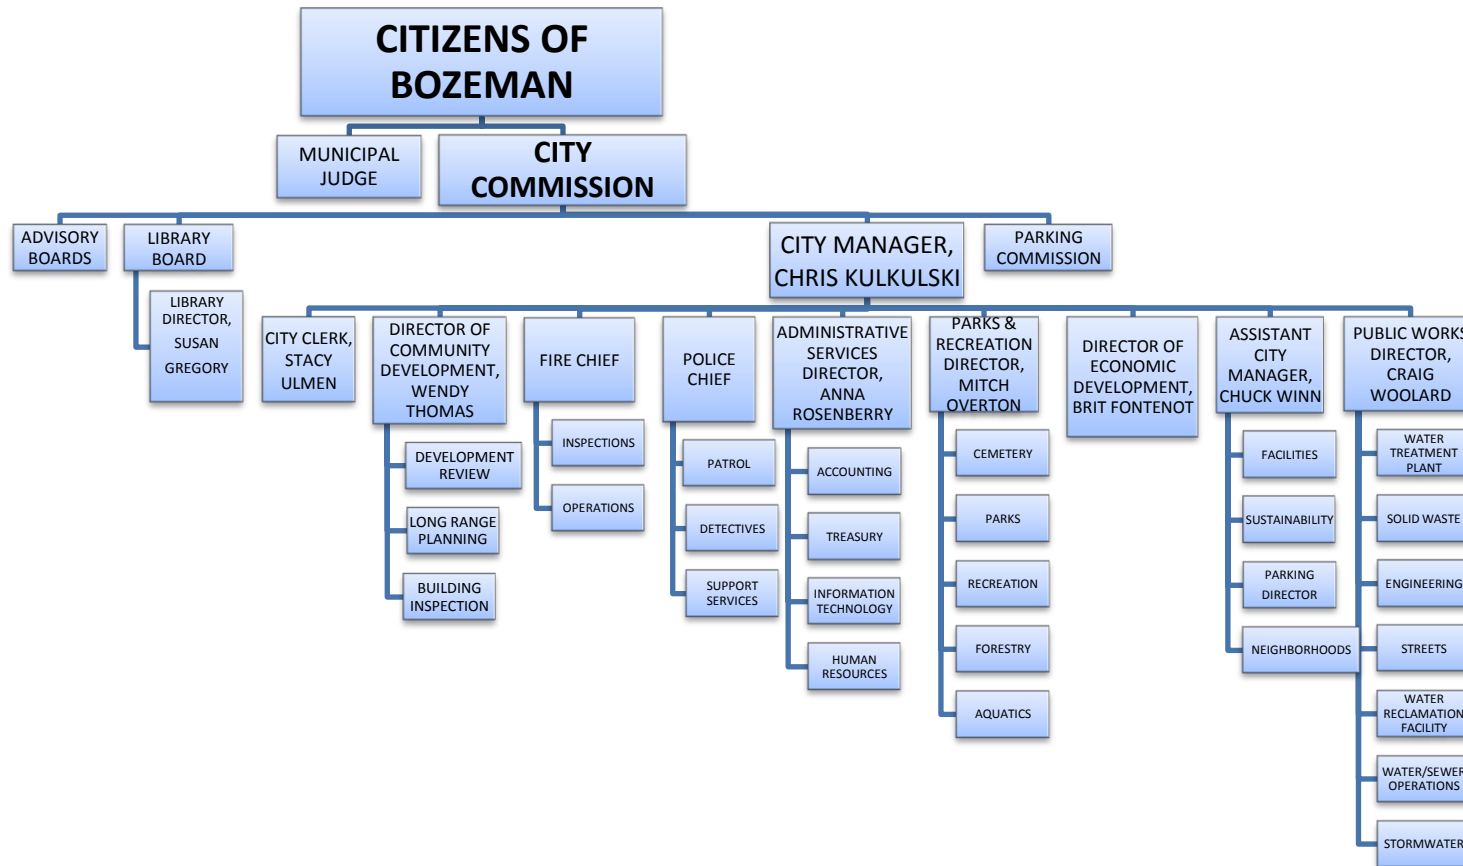 CITIZENS OF
BOZEMAN
MUNICIPAL
JUDGE
CITY
COMMISSION
ADVISORY
BOARDS
LIBRARY
BOARD
LIBRARY
DIRECTOR,
SUSAN
GREGORY
CITY MANAGER,
CHRIS KULKULSKI
PARKING
COMMISSION
CITY CLERK,
STACY
ULMEN
DIRECTOR OF
COMMUNITY
DEVELOPMENT,
WENDY
THOMAS
DEVELOPMENT
REVIEW
LONG RANGE
PLANNING
BUILDING
INSPECTION
FIRE CHIEF
INSPECTIONS
OPERATIONS
POLICE
CHIEF
PATROL
DETECTIVES
SUPPORT
SERVICES
ADMINISTRATIVE
SERVICES
DIRECTOR,
ANNA
ROSENBERRY
ACCOUNTING
TREASURY
INFORMATION
TECHNOLOGY
HUMAN
RESOURCES
PARKS &
RECREATION
DIRECTOR,
MITCH
OVERTON
CEMETERY
PARKS
RECREATION
FORESTRY
AQUATICS
DIRECTOR OF
ECONOMIC
DEVELOPMENT,
BRIT FONTENOT
ASSISTANT
CITY
MANAGER,
CHUCK WINN
FACILITIES
SUSTAINABILITY
PARKING
DIRECTOR
NEIGHBORHOODS
PUBLIC WORKS
DIRECTOR,
CRAIG
WOOLARD
WATER
TREATMENT
PLANT
SOLID WASTE
ENGINEERING
STREETS
WATER
RECLAMATION
FACILITY
WATER/SEWER
OPERATIONS
STORMWATER